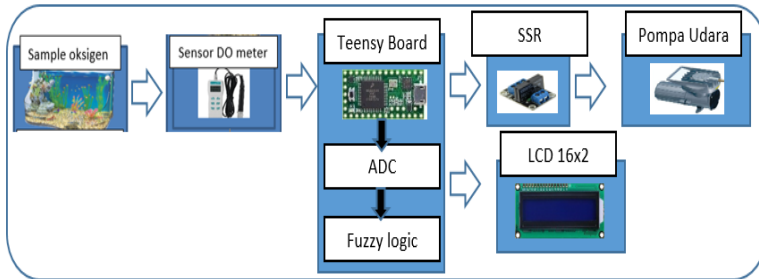 Sample oksigen
Sensor DO meter
Teensy Board
SSR
Pompa Udara
ADC
LCD 16x2
Fuzzy logic